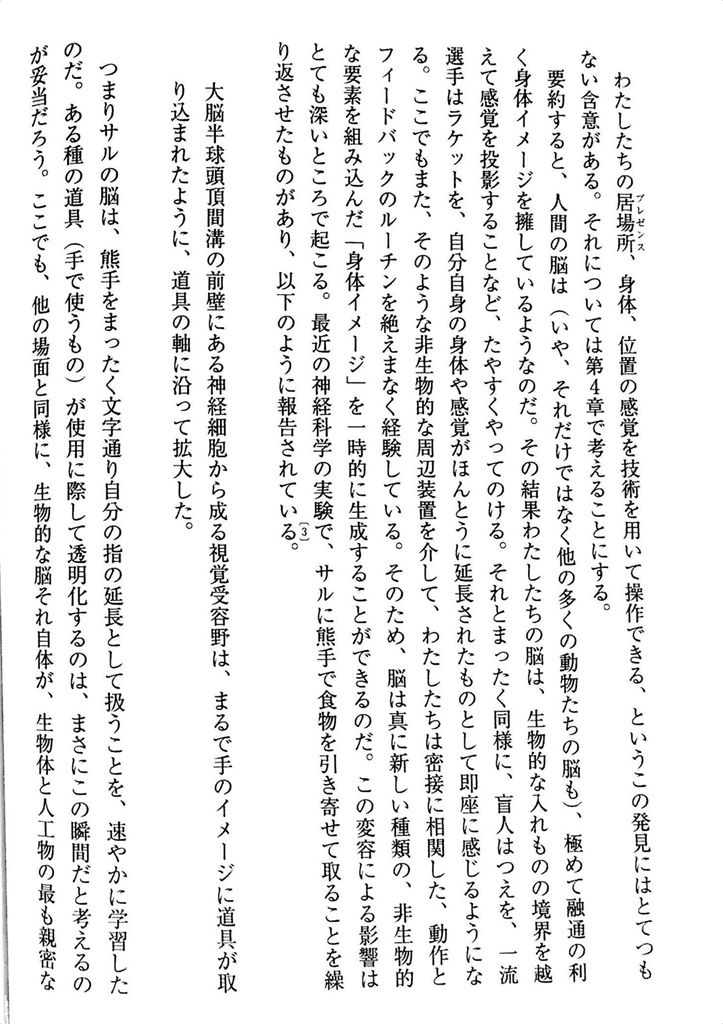 わたしたちの居場所、身体、位置の感覚を技術を用いて操作できる、というこの発見にはとてつも
プレゼンス
ない含意がある。それについては第4章で考えることにする。
要約すると、人間の脳は（いや、それだけではなく他の多くの動物たちの脳も）、極めて融通の利
く身体イメージを擁しているようなのだ。その結果わたしたちの脳は、生物的な入れものの境界を越
えて感覚を投影することなど、たやすくやってのける。それとまったく同様に、盲人はつえを、一流
選手はラケットを、自分自身の身体や感覚がほんとうに延長されたものとして即座に感じるようにな
る。ここでもまた、そのような非生物的な周辺装置を介して、わたしたちは密接に相関した、動作と
フィードバックのルーチンを絶えまなく経験している。そのため、脳は真に新しい種類の、非生物的
な要素を組み込んだ「身体イメージ」を一時的に生成することができるのだ。この変容による影響は
とても深いところで起こる。最近の神経科学の実験で、サルに熊手で食物を引き寄せて取ることを繰
り返させたものがあり、以下のように報告されている。〔3〕
大脳半球頭頂間溝の前壁にある神経細胞から成る視覚受容野は、まるで手のイメージに道具が取
り込まれたように、道具の軸に沿って拡大した。
つまりサルの脳は、熊手をまったく文字通り自分の指の延長として扱うことを、速やかに学習した
のだ。ある種の道具（手で使うもの）が使用に際して透明化するのは、まさにこの瞬間だと考えるの
が妥当だろう。ここでも、他の場面と同様に、生物的な脳それ自体が、生物体と人工物の最も親密な